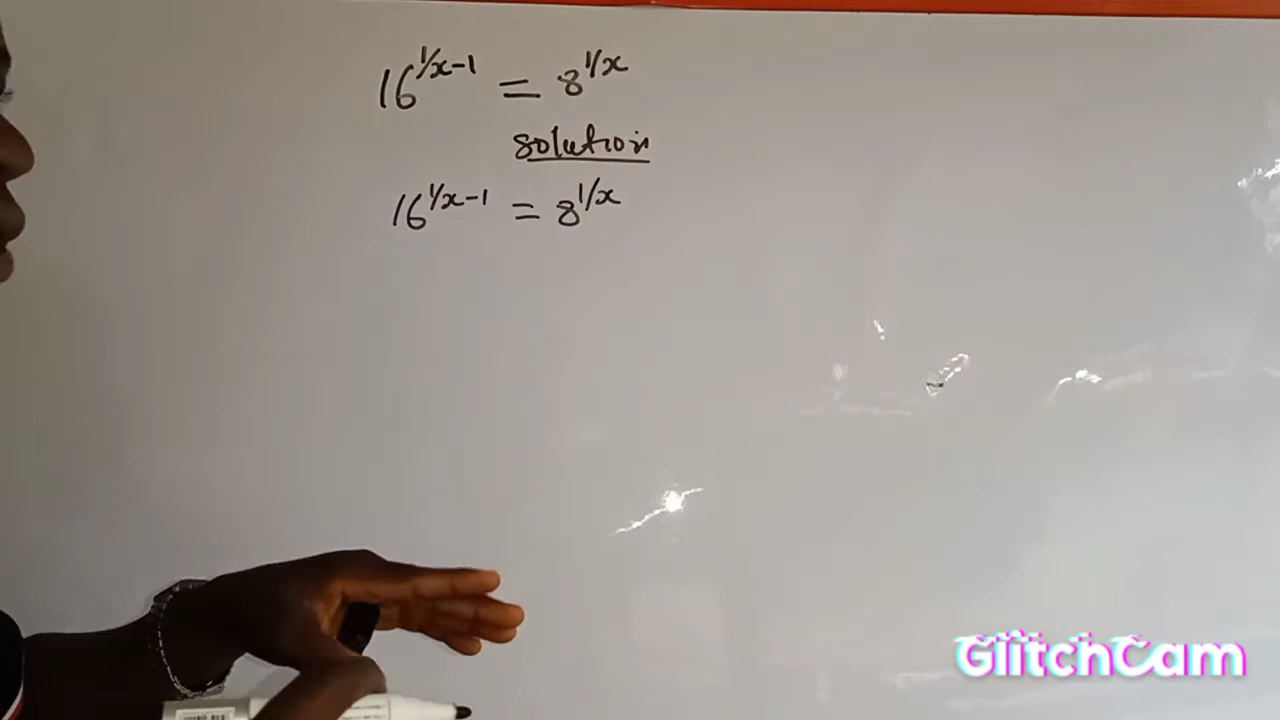 16^{1/x-1} = 8^{1/x}
solution
16^{1/x-1} = 8^{1/x}
GlitchCam